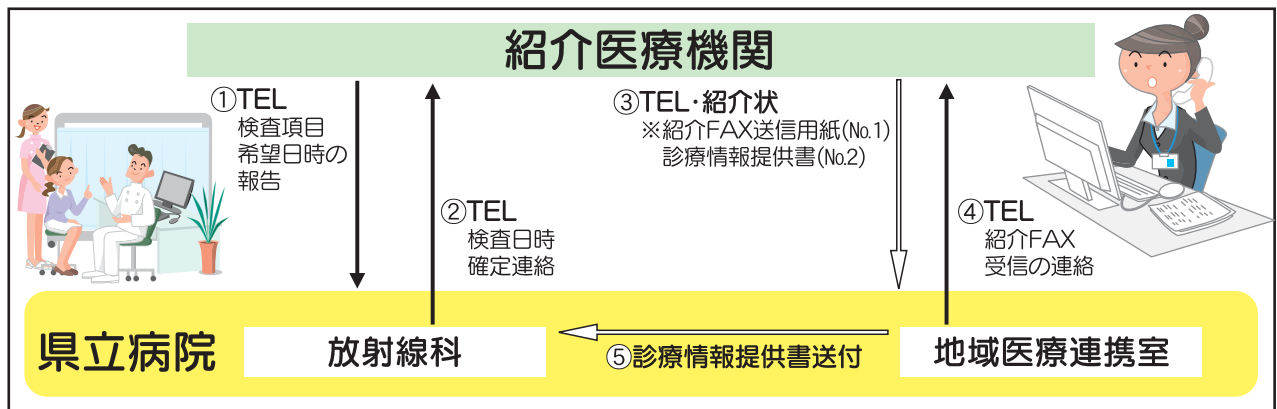 紹介医療機関
①TEL
検査項目
希望日時の
報告
②TEL
検査日時
確定連絡
③TEL・紹介状
※紹介FAX送信用紙(No.1)
診療情報提供書(No.2)
④TEL
紹介FAX
受信の連絡
県立病院
放射線科
⑤診療情報提供書送付
地域医療連携室